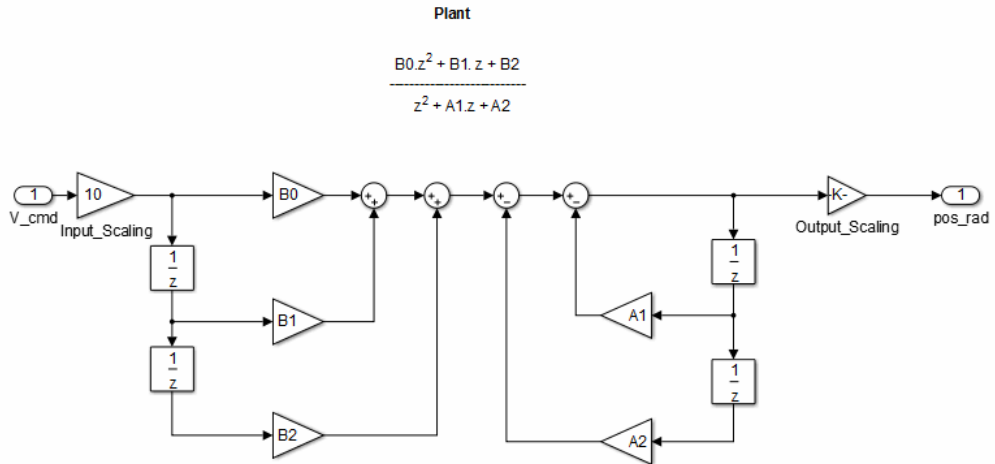 Plant
B0.z² + B1. z + B2
---------------------------
z² + A1.z + A2
1
V_cmd
10
Input_Scaling
B0
+
+
+
+
+
−
+
−
-K-
Output_Scaling
1
pos_rad
1
z
1
z
B1
A1
1
z
1
z
B2
A2